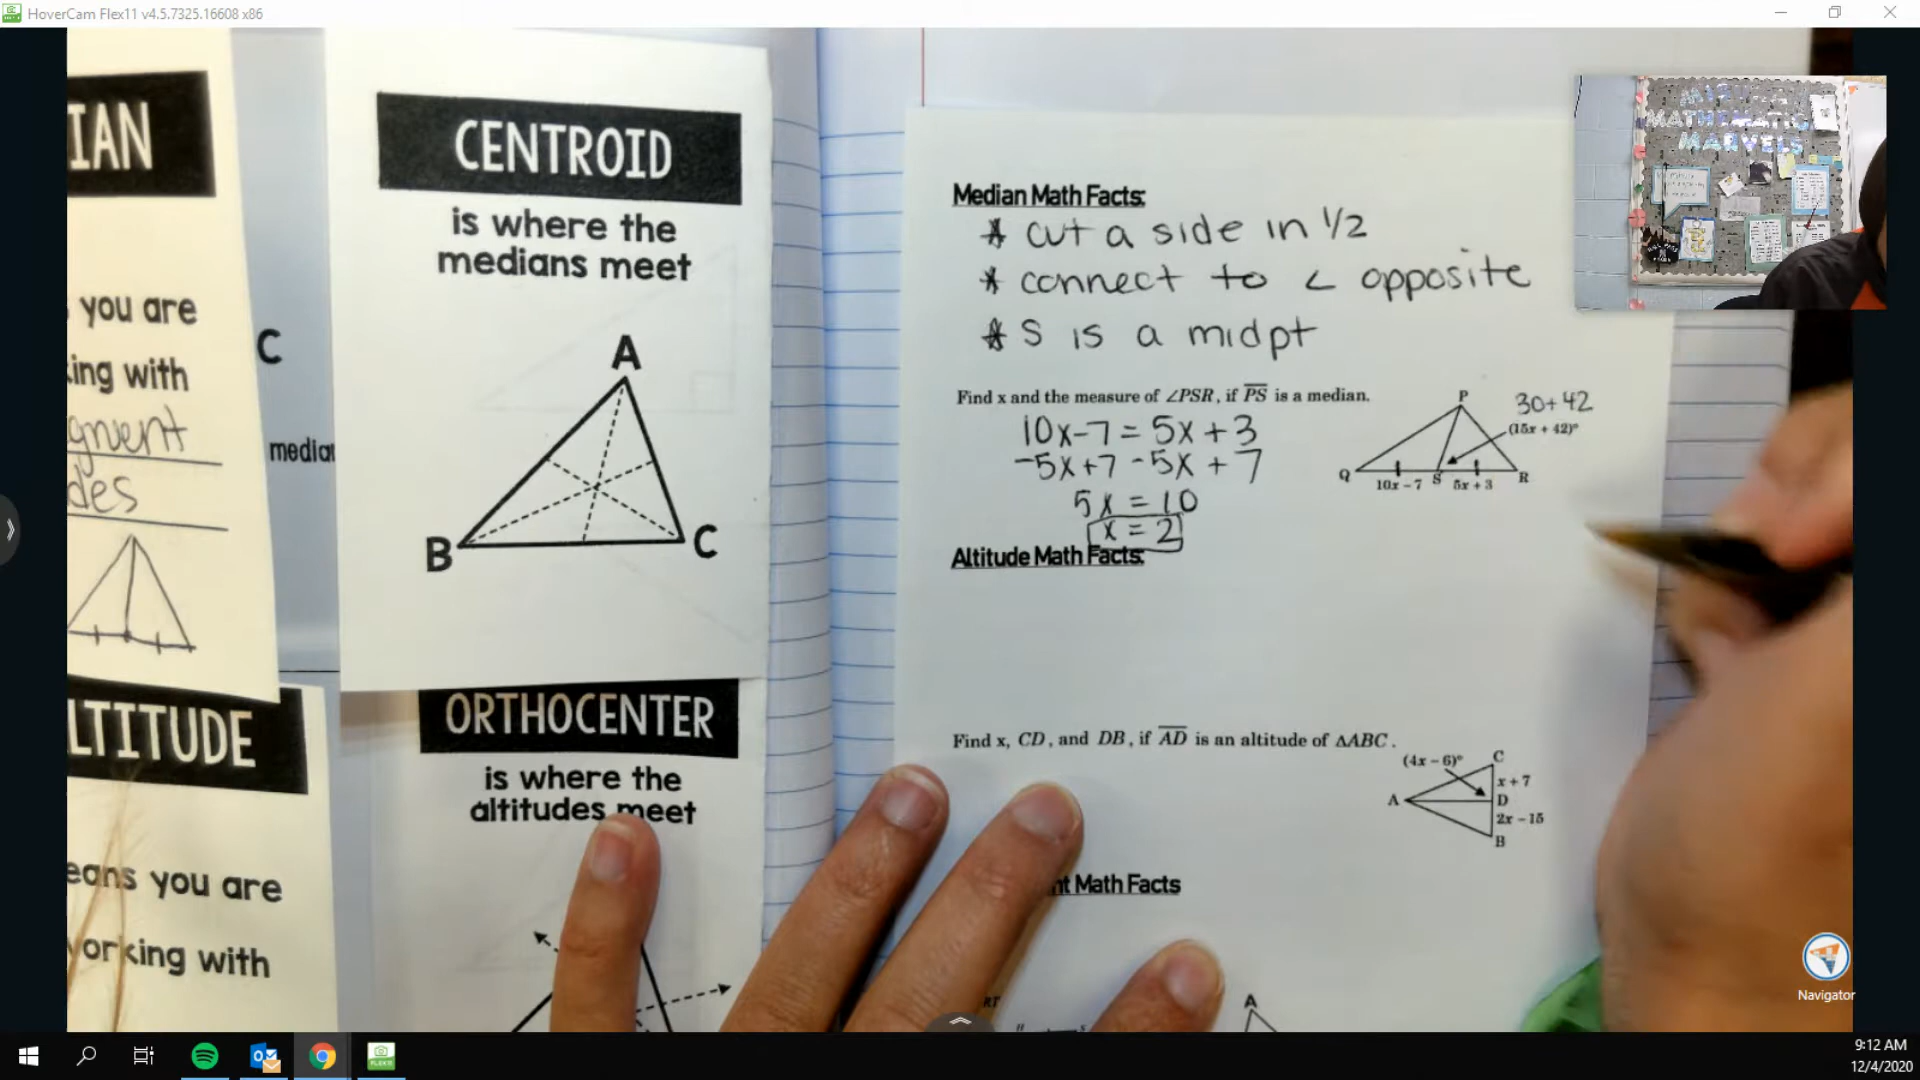 HoverCam Flex11 v4.5.7325.16608 x86
IAN
you are
ing with
gruent
des
C
media
CENTROID
is where the
medians meet
A
B
C
LTITUDE
eans you are
orking with
ORTHOCENTER
is where the
altitudes meet
Median Math Facts:
* cut a side in 1/2
* connect to ∠ opposite
* S is a midpt
Find x and the measure of ∠PSR, if PS is a median.
10x-7 = 5x+3
-5x+7 -5x+7
5x = 10
x = 2
P
30+42
(15x + 42)°
Q
10x – 7
S
5x + 3
R
Altitude Math Facts:
Find x, CD, and DB, if AD is an altitude of ΔABC.
(4x – 6)°
C
x + 7
A
D
2x – 15
B
nt Math Facts
RT
A
MATHEMATIC
MARVELS
Navigator
9:12 AM
12/4/2020